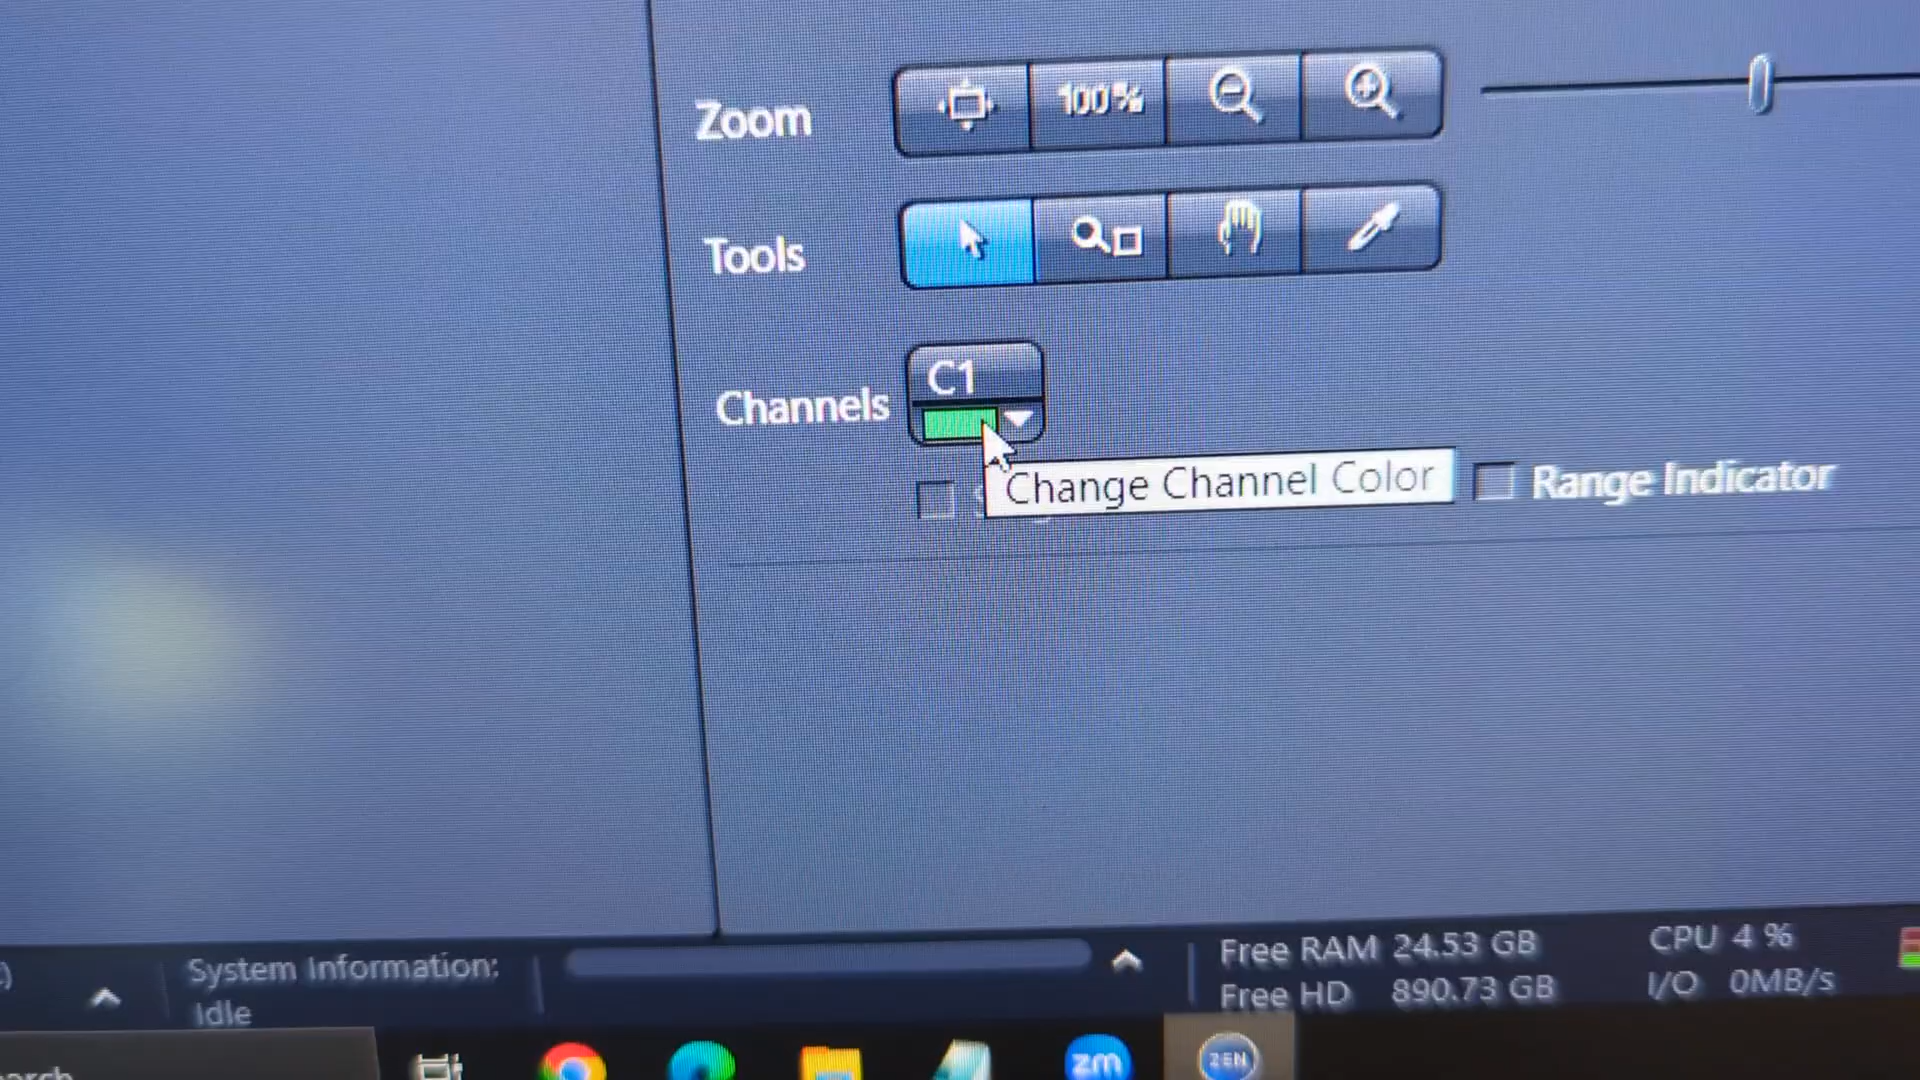 Zoom
100%
Tools
Channels
C1
Change Channel Color
Range Indicator
System Information:
Idle
Free RAM 24.53 GB
Free HD 890.73 GB
CPU 4 %
I/O 0MB/s
zm
ZEN